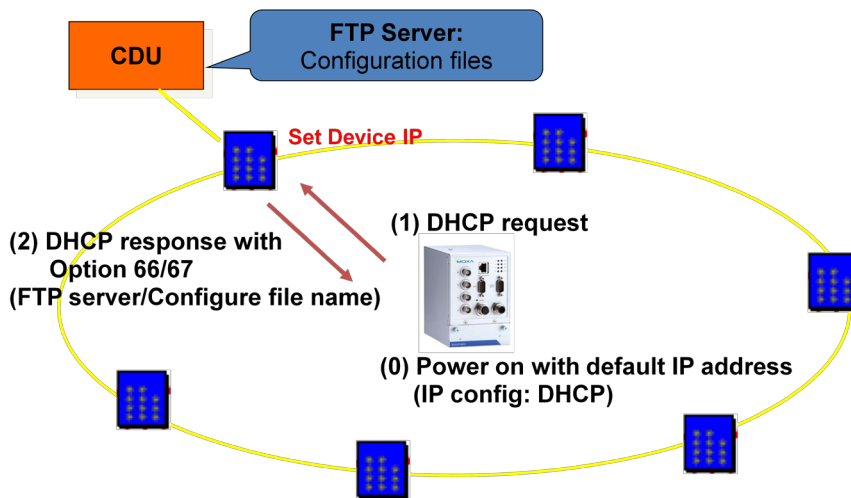 FTP Server:
Configuration files
CDU
Set Device IP
(1) DHCP request
(2) DHCP response with
Option 66/67
(FTP server/Configure file name)
MOXA
(0) Power on with default IP address
(IP config: DHCP)